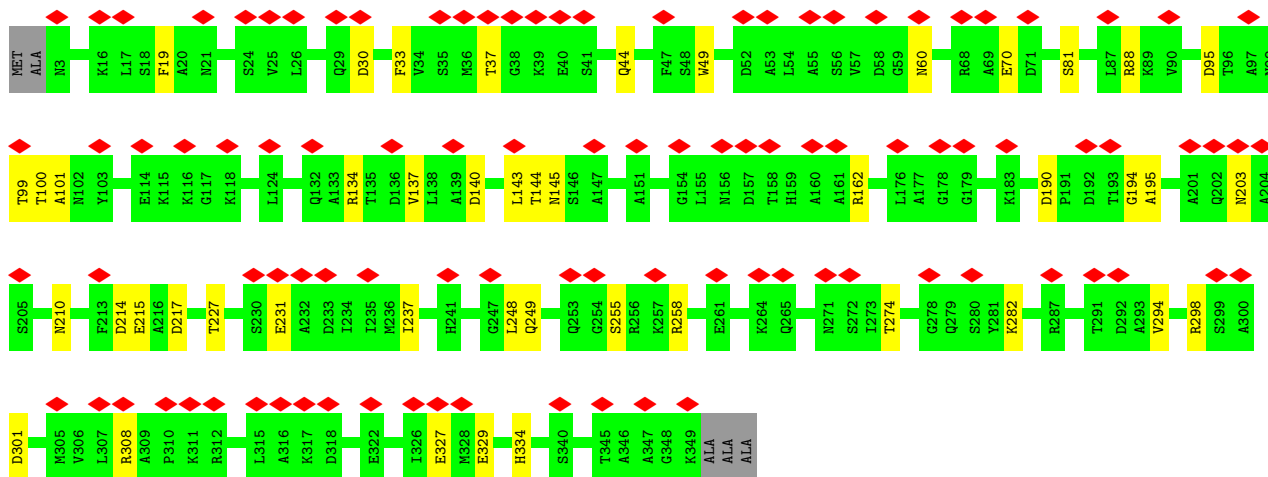 MET ALA N3 K16 L17 S18 F19 A20 N21 S24 V25 L26 Q29 D30 F33 V34 S35 M36 T37 G38 K39 E40 S41 Q44 F47 S48 W49 D52 A53 L54 A55 S56 V57 D58 G59 N60 R68 A69 E70 D71 S81 L87 R88 K89 V90 D95 T96 A97
T99 T100 A101 N102 Y103 E114 K115 K116 G117 K118 L124 Q132 A133 R134 T135 D136 V137 L138 A139 D140 L143 T144 N145 S146 A147 A151 G154 L155 N156 D157 T158 H159 A160 A161 R162 L176 A177 G178 G179 K183 D190 P191 D192 T193 G194 A195 A201 Q202 N203 A204
S205 N210 F213 D214 E215 A216 D217 T227 S230 E231 A232 D233 I234 I235 M236 I237 H241 G247 L248 Q249 Q253 G254 S255 R256 K257 R258 E261 K264 Q265 N271 S272 I273 T274 G278 Q279 S280 Y281 K282 R287 T291 D292 A293 V294 R298 S299 A300
D301 M305 V306 L307 R308 A309 P310 K311 R312 L315 A316 K317 D318 E322 I326 E327 M328 E329 H334 S340 T345 A346 A347 G348 K349 ALA ALA ALA